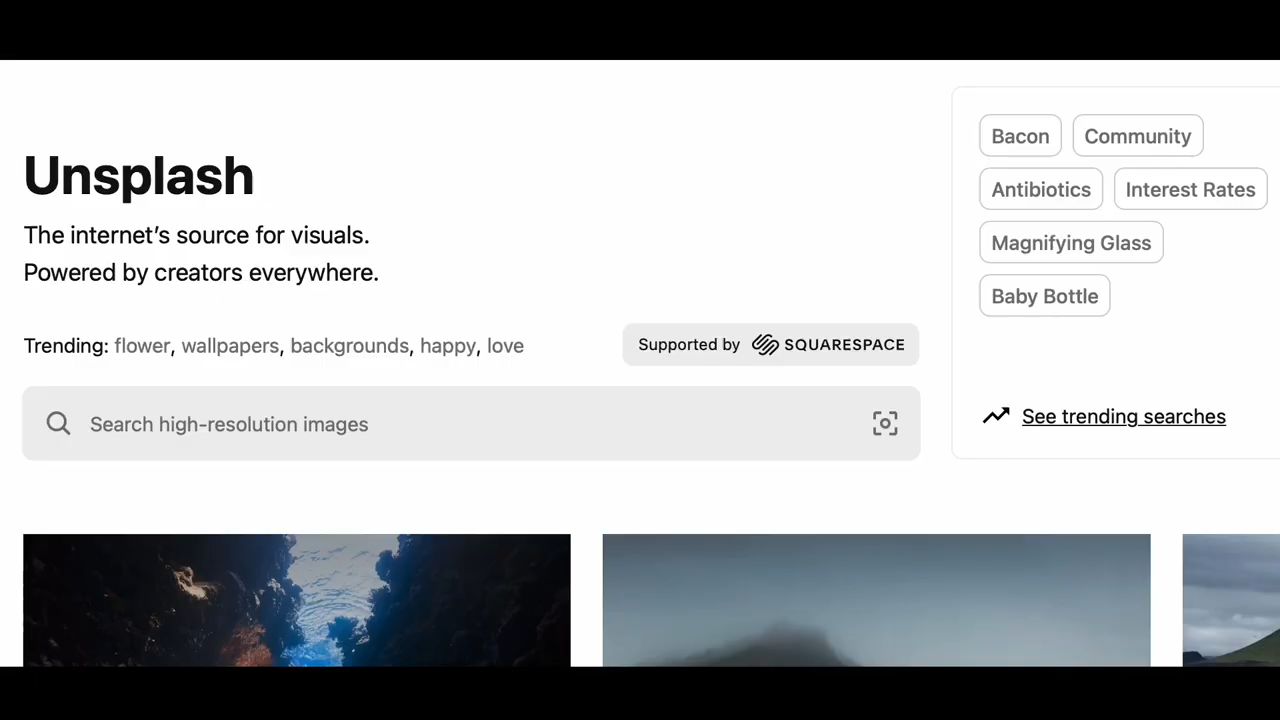 Unsplash
The internet’s source for visuals.
Powered by creators everywhere.
Trending: flower, wallpapers, backgrounds, happy, love
Supported by SQUARESPACE
Search high-resolution images
Bacon
Community
Antibiotics
Interest Rates
Magnifying Glass
Baby Bottle
See trending searches